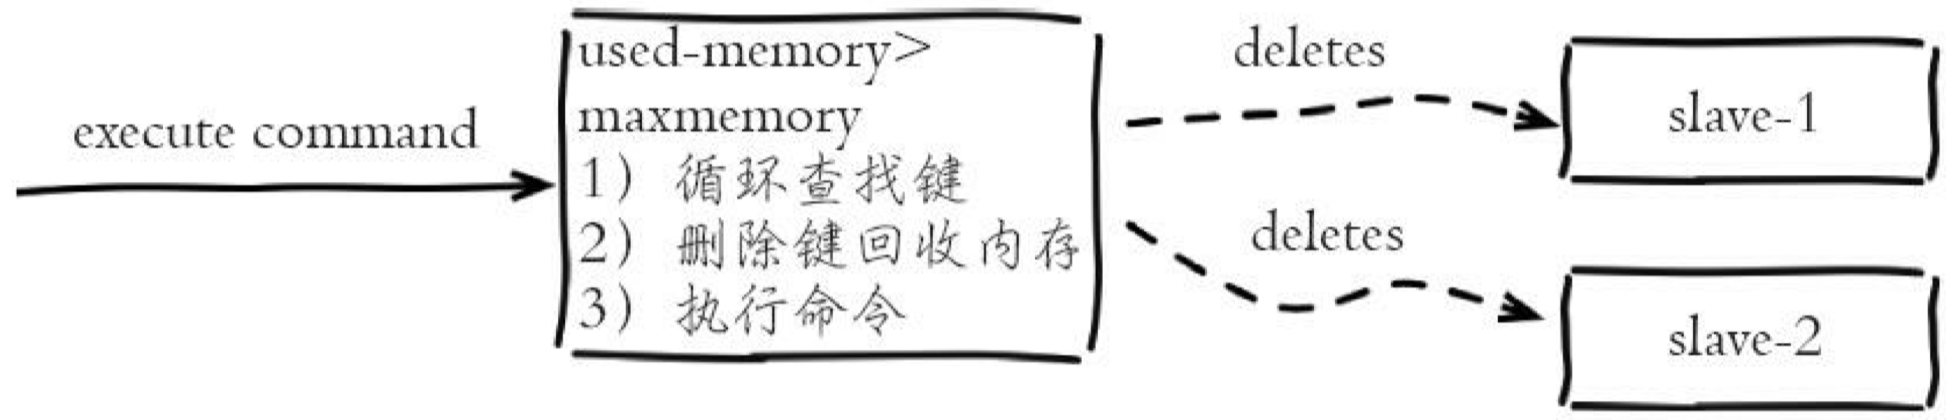 execute command
used-memory>
maxmemory
1) 循环查找键
2) 删除键回收内存
3) 执行命令
deletes
slave-1
deletes
slave-2